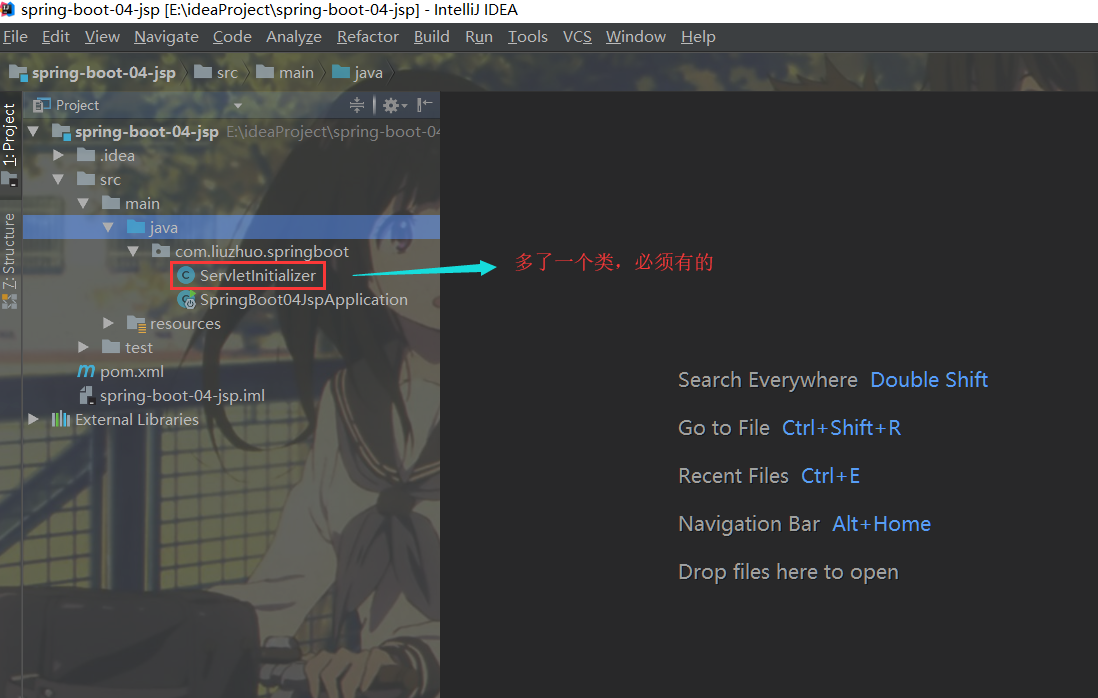 spring-boot-04-jsp [E:\ideaProject\spring-boot-04-jsp] - IntelliJ IDEA
File Edit View Navigate Code Analyze Refactor Build Run Tools VCS Window Help
spring-boot-04-jsp src main java
1: Project
Z: Structure
Project
spring-boot-04-jsp E:\ideaProject\spring-boot-04
.idea
src
main
java
com.liuzhuo.springboot
ServletInitializer
多了一个类，必须有的
SpringBoot04JspApplication
resources
test
pom.xml
spring-boot-04-jsp.iml
External Libraries
Search Everywhere Double Shift
Go to File Ctrl+Shift+R
Recent Files Ctrl+E
Navigation Bar Alt+Home
Drop files here to open